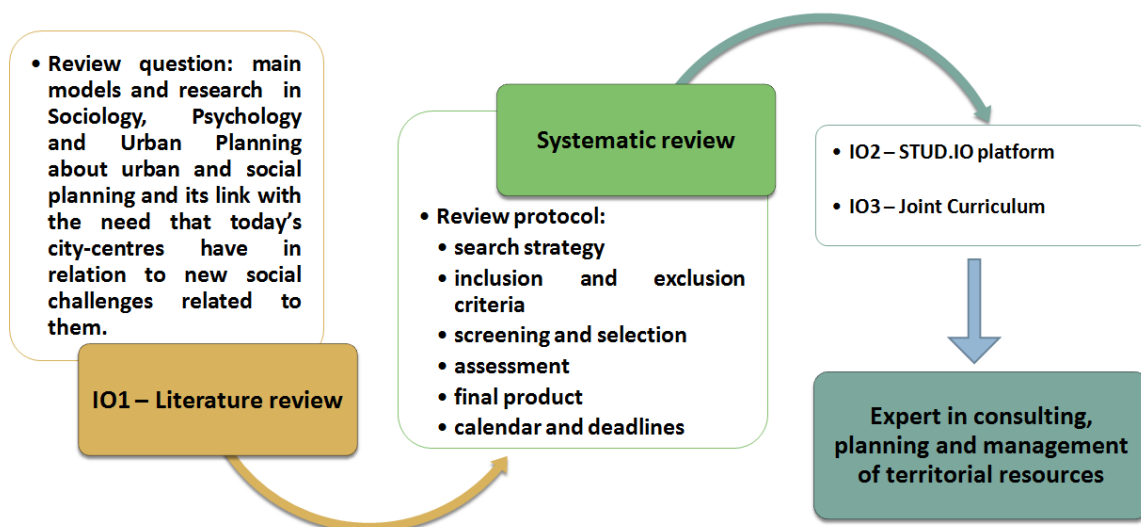 • Review question: main
models and research in
Sociology, Psychology
and Urban Planning
about urban and social
planning and its link with
the need that today’s
city-centres have in
relation to new social
challenges related to
them.
IO1 – Literature review
Systematic review
• Review protocol:
• search strategy
• inclusion and exclusion
criteria
• screening and selection
• assessment
• final product
• calendar and deadlines
• IO2 – STUD.IO platform
• IO3 – Joint Curriculum
Expert in consulting,
planning and management
of territorial resources